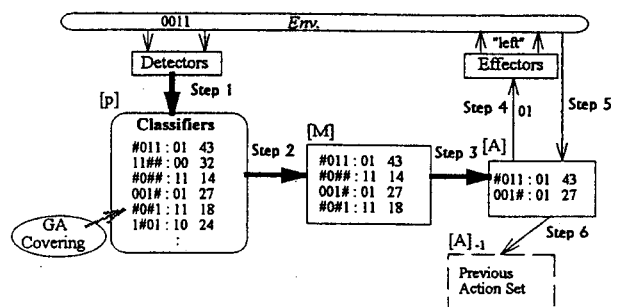 0011
Env.
"left"
Detectors
Effectors
Step 1
Step 4
01
Step 5
[p]
Classifiers
#011 : 01 43
11## : 00 32
#0## : 11 14
001# : 01 27
#0#1 : 11 18
1#01 : 10 24
:
Step 2
[M]
#011 : 01 43
#0## : 11 14
001# : 01 27
#0#1 : 11 18
Step 3
[A]
#011 : 01 43
001# : 01 27
GA
Covering
Step 6
[A]-1
Previous
Action Set